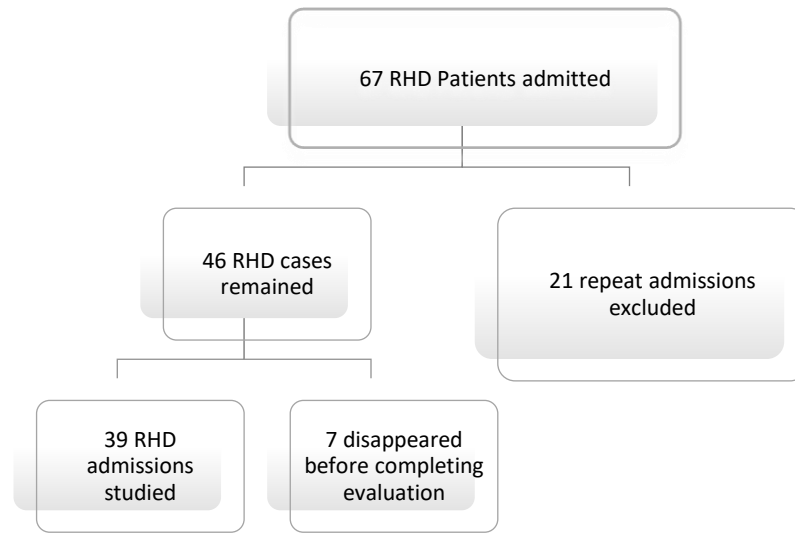 67 RHD Patients admitted
46 RHD cases
remained
21 repeat admissions
excluded
39 RHD
admissions
studied
7 disappeared
before completing
evaluation